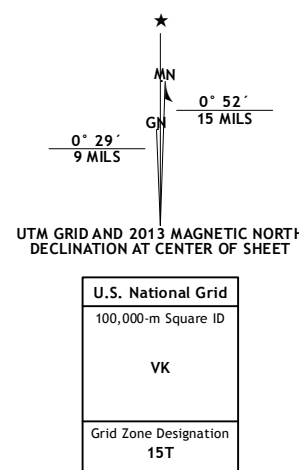 ★
MN
0° 52´
15 MILS
GN
0° 29´
9 MILS
UTM GRID AND 2013 MAGNETIC NORTH
DECLINATION AT CENTER OF SHEET
U.S. National Grid
100,000-m Square ID
VK
Grid Zone Designation
15T